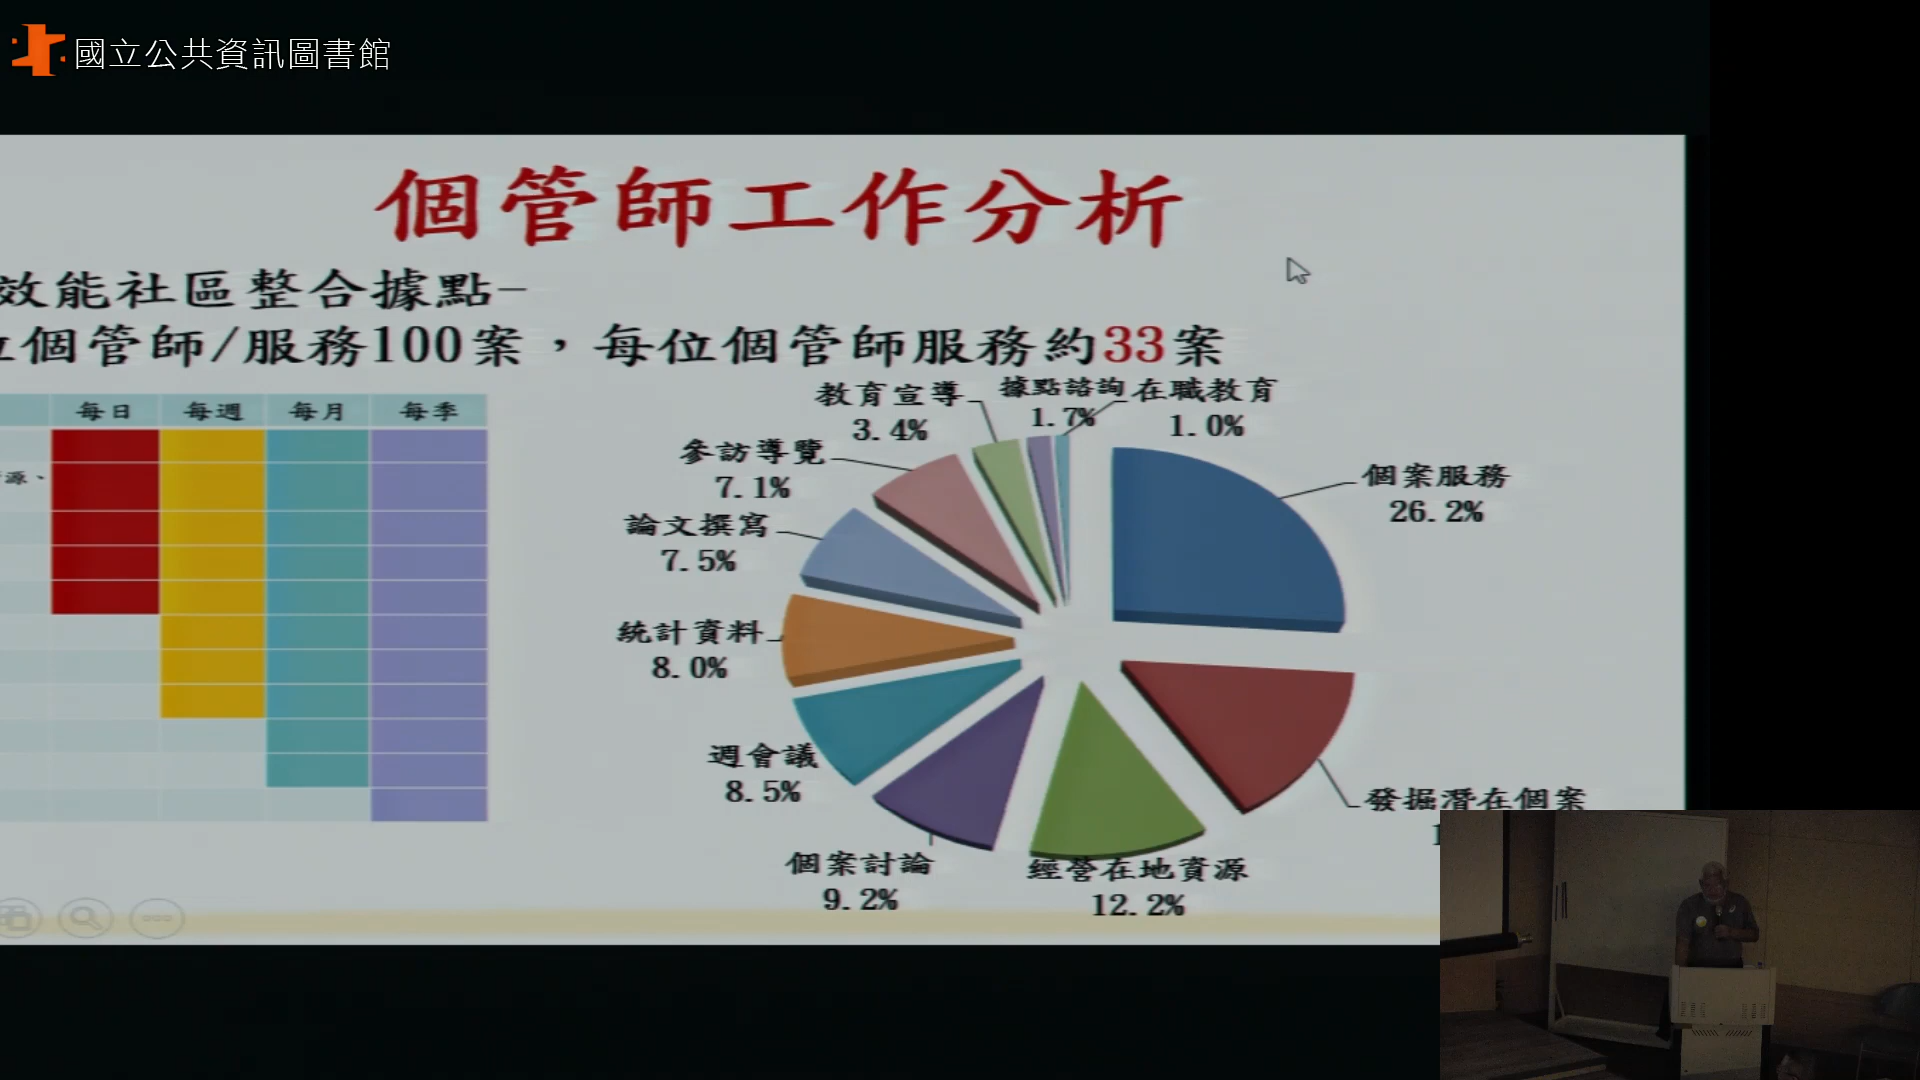 國立公共資訊圖書館
個管師工作分析
效能社區整合據點-
位個管師/服務100案,每位個管師服務約33案
每日 每週 每月 每季
源、
教育宣導
3.4%
據點諮詢
1.7%
在職教育
1.0%
參訪導覽
7.1%
個案服務
26.2%
論文撰寫
7.5%
統計資料
8.0%
週會議
8.5%
發掘潛在個案
個案討論
9.2%
經營在地資源
12.2%